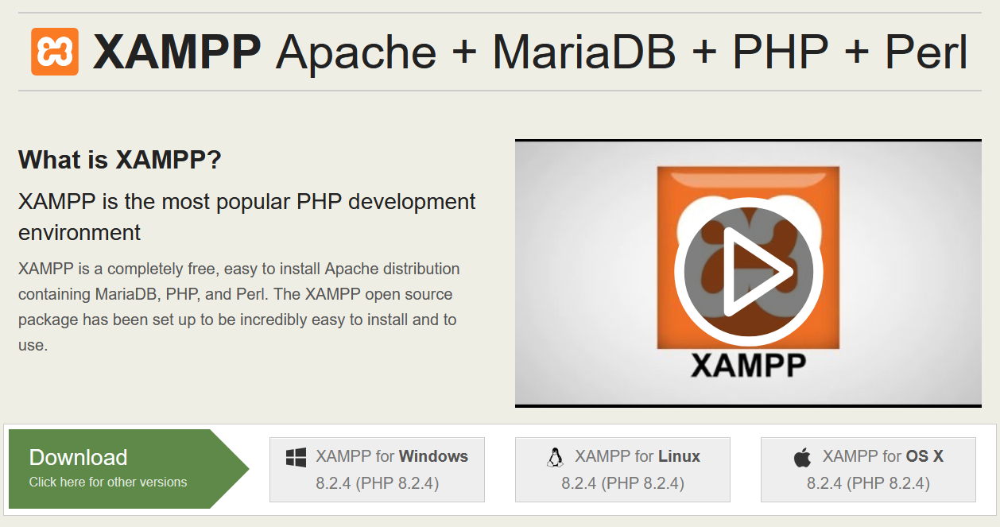 XAMPP Apache + MariaDB + PHP + Perl
What is XAMPP?
XAMPP is the most popular PHP development
environment
XAMPP is a completely free, easy to install Apache distribution
containing MariaDB, PHP, and Perl. The XAMPP open source
package has been set up to be incredibly easy to install and to
use.
XAMPP
Download
Click here for other versions
XAMPP for Windows
8.2.4 (PHP 8.2.4)
XAMPP for Linux
8.2.4 (PHP 8.2.4)
XAMPP for OS X
8.2.4 (PHP 8.2.4)